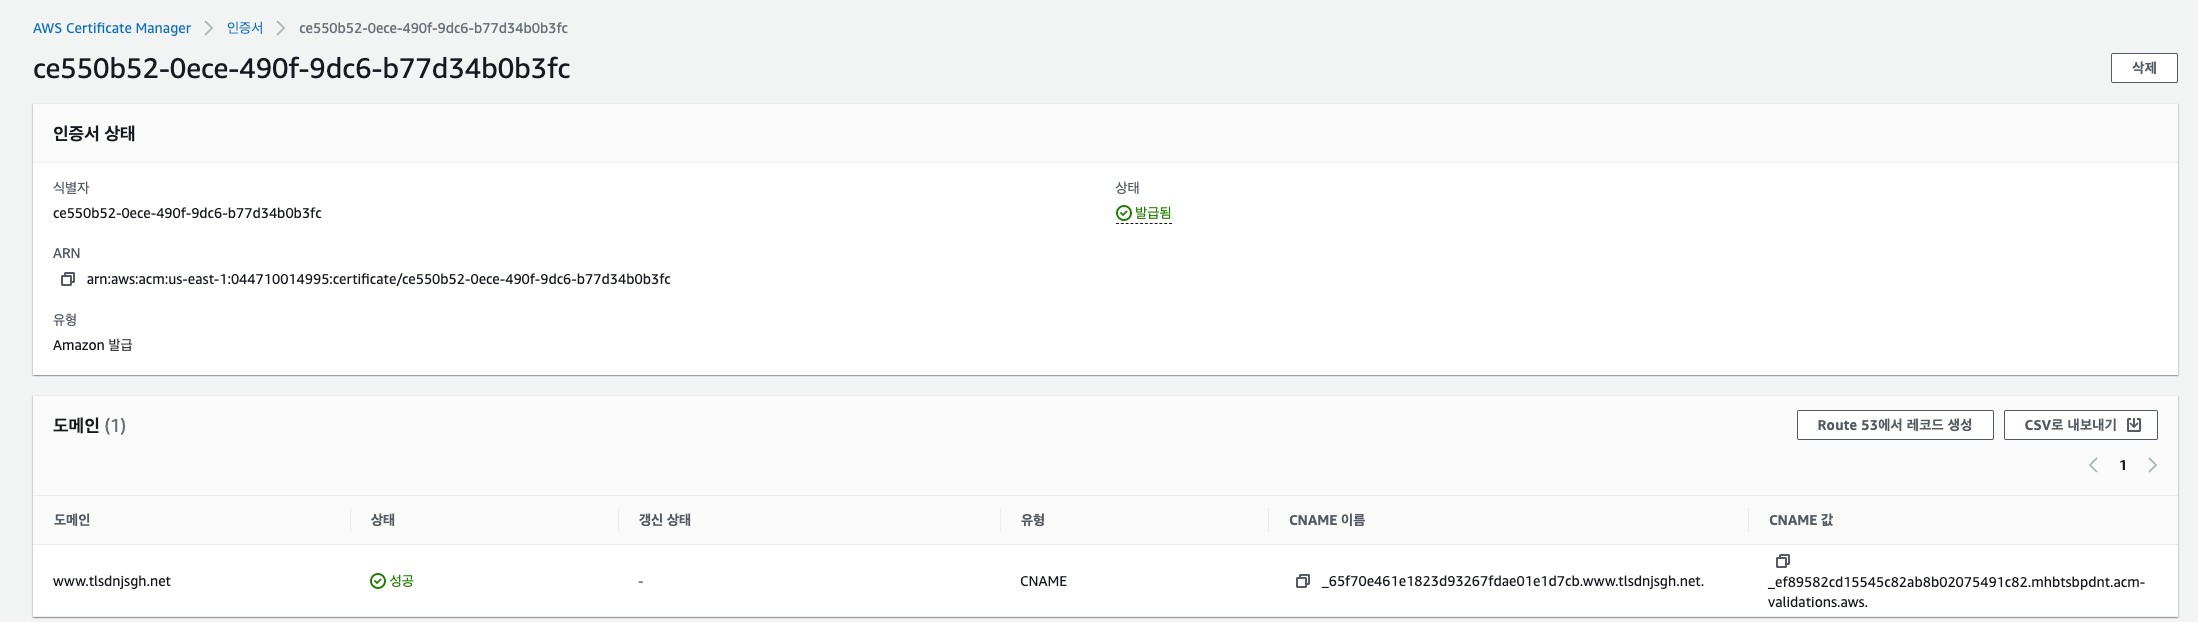 AWS Certificate Manager > 인증서 > ce550b52-0ece-490f-9dc6-b77d34b0b3fc
ce550b52-0ece-490f-9dc6-b77d34b0b3fc
삭제
인증서 상태
식별자
ce550b52-0ece-490f-9dc6-b77d34b0b3fc
상태
발급됨
ARN
arn:aws:acm:us-east-1:044710014995:certificate/ce550b52-0ece-490f-9dc6-b77d34b0b3fc
유형
Amazon 발급
도메인 (1)
Route 53에서 레코드 생성
CSV로 내보내기
1
도메인 상태 갱신 상태 유형 CNAME 이름 CNAME 값
www.tlsdnjsgh.net 성공 - CNAME _65f70e461e1823d93267fdae01e1d7cb.www.tlsdnjsgh.net.
_ef89582cd15545c82ab8b02075491c82.mhbtsbpdnt.acm-
validations.aws.